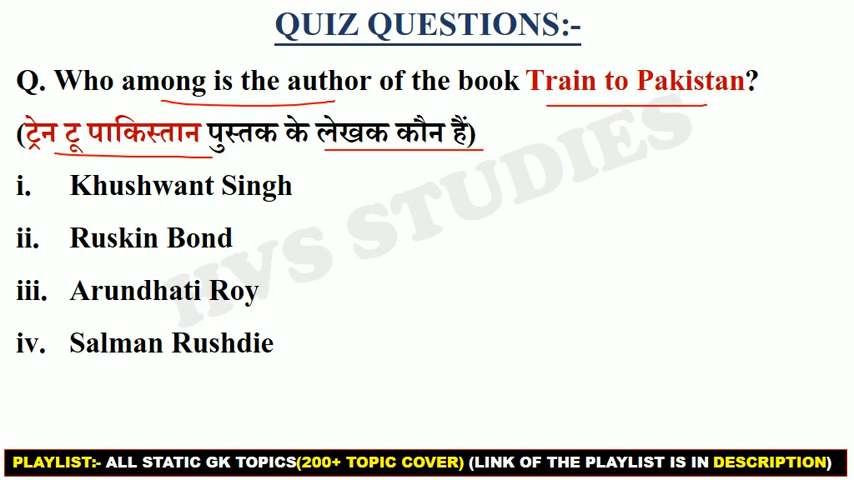 QUIZ QUESTIONS:-
Q. Who among is the author of the book Train to Pakistan?
(ट्रेन टू पाकिस्तान पुस्तक के लेखक कौन हैं)
i. Khushwant Singh
ii. Ruskin Bond
iii. Arundhati Roy
iv. Salman Rushdie
PLAYLIST:- ALL STATIC GK TOPICS(200+ TOPIC COVER) (LINK OF THE PLAYLIST IS IN DESCRIPTION)